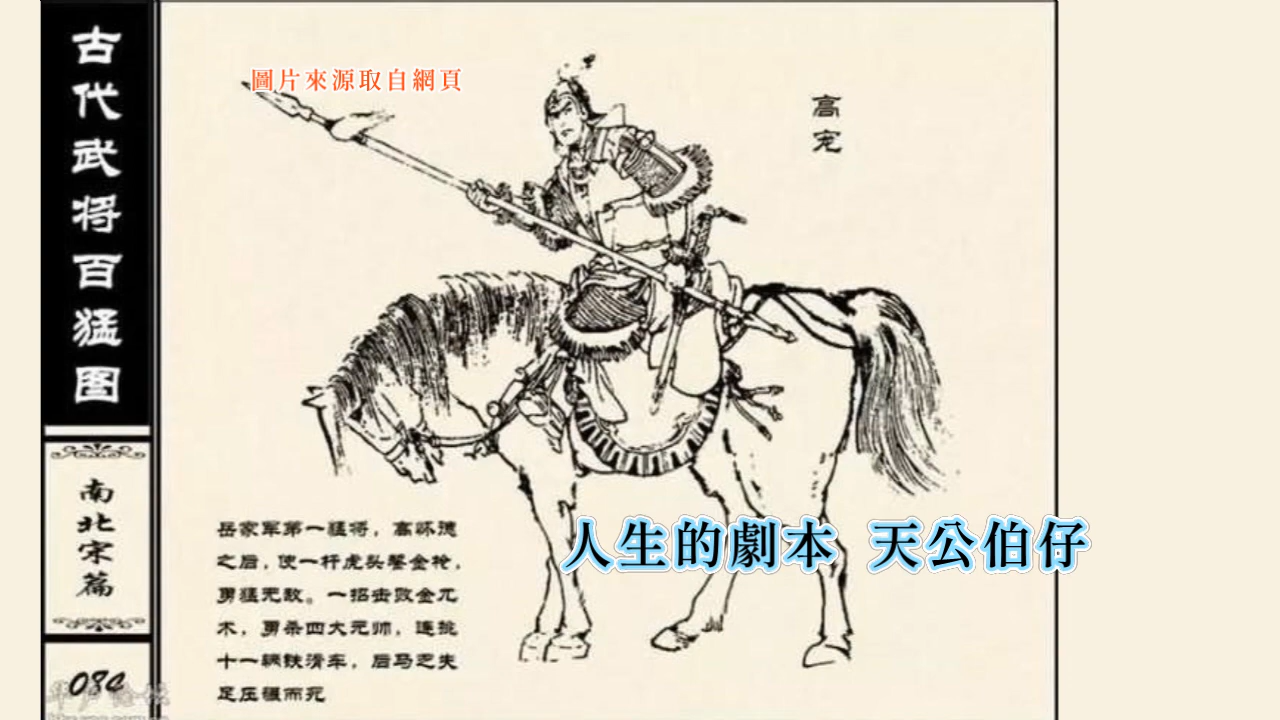 古代武将百猛图
南北宋篇
圖片來源取自網頁
高宠
岳家军第一猛将，高怀德
之后，使一杆虎头錾金枪，
勇猛无敌。一招击败金兀
术，勇杀四大元帅，连挑
十一辆铁滑车，后马乏失
足压碾而死
人生的劇本 天公伯仔